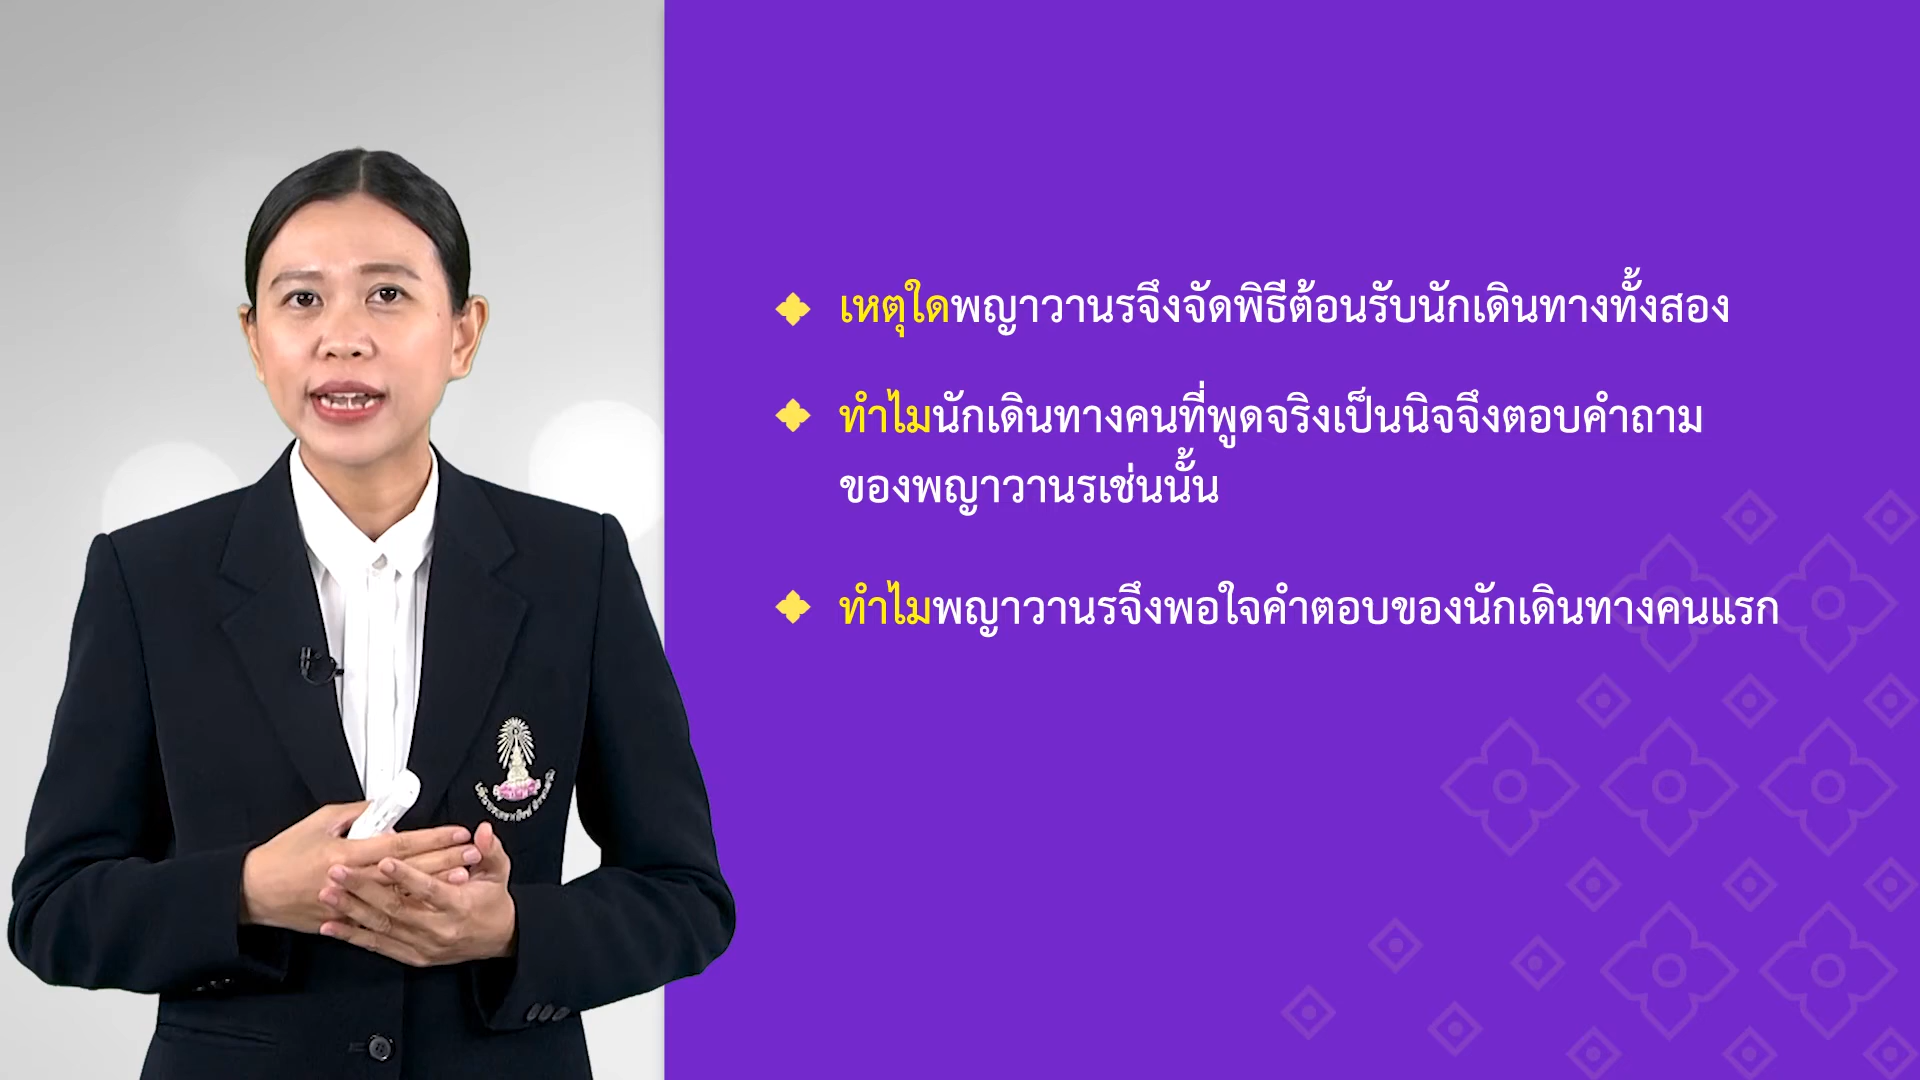 เหตุใดพญาวานรจึงจัดพิธีต้อนรับนักเดินทางทั้งสอง
ทำไมนักเดินทางคนที่พูดจริงเป็นนิจจึงตอบคำถาม
ของพญาวานรเช่นนั้น
ทำไมพญาวานรจึงพอใจคำตอบของนักเดินทางคนแรก